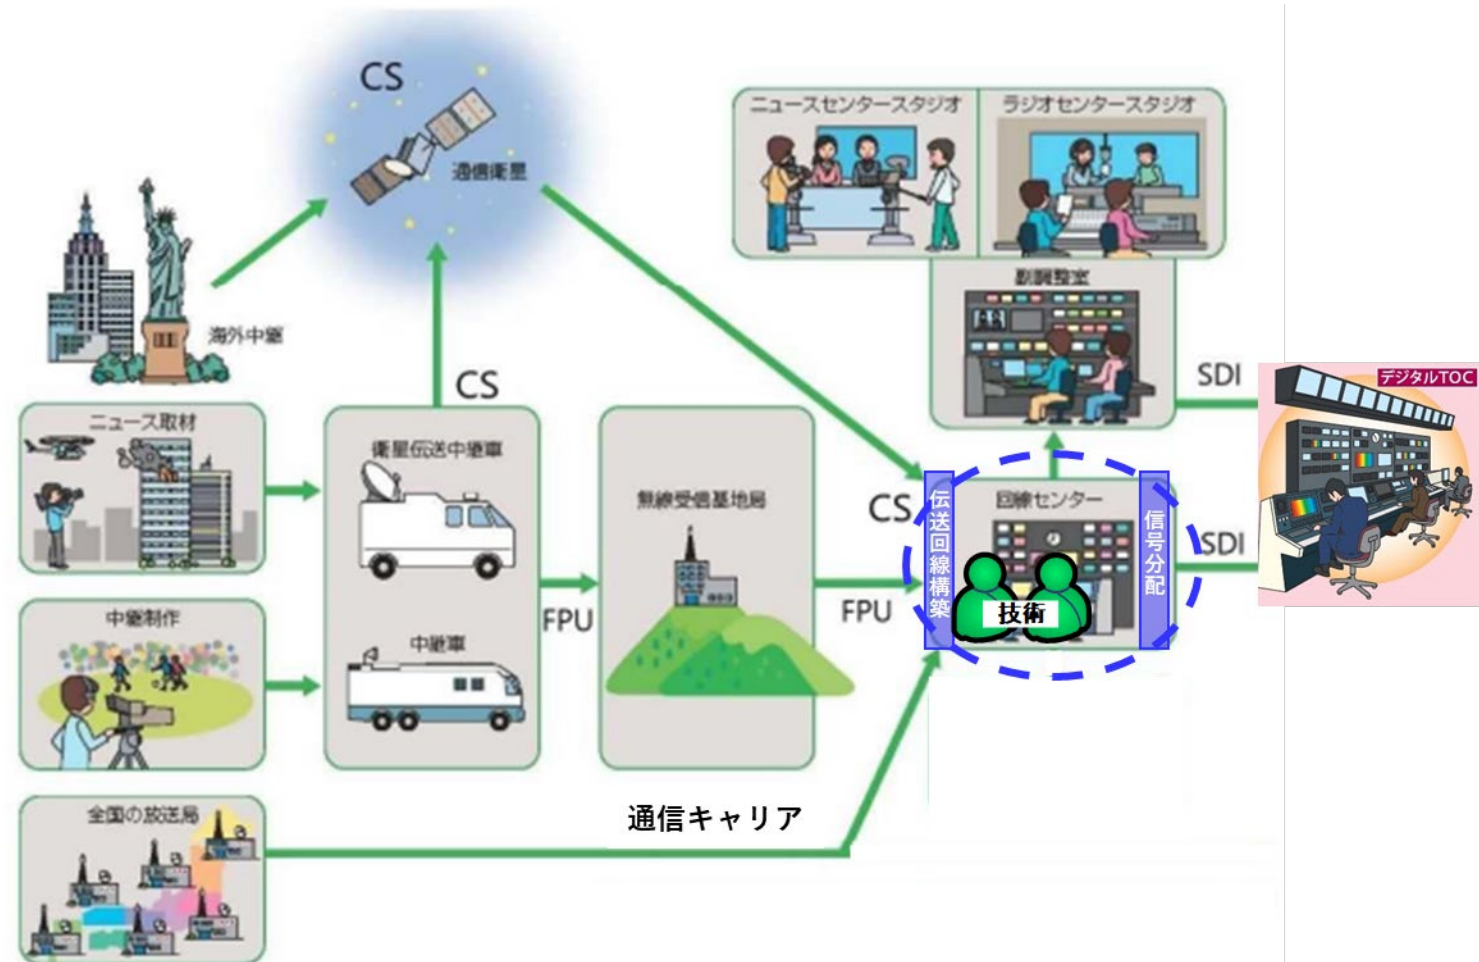 CS
通信衛星
ニュースセンタースタジオ
ラジオセンタースタジオ
副調整室
海外中継
CS
SDI
デジタルTOC
ニュース取材
衛星伝送中継車
無線受信基地局
CS
伝送回線構築
回線センター
信号分配
SDI
技術
中継制作
中継車
FPU
FPU
全国の放送局
通信キャリア